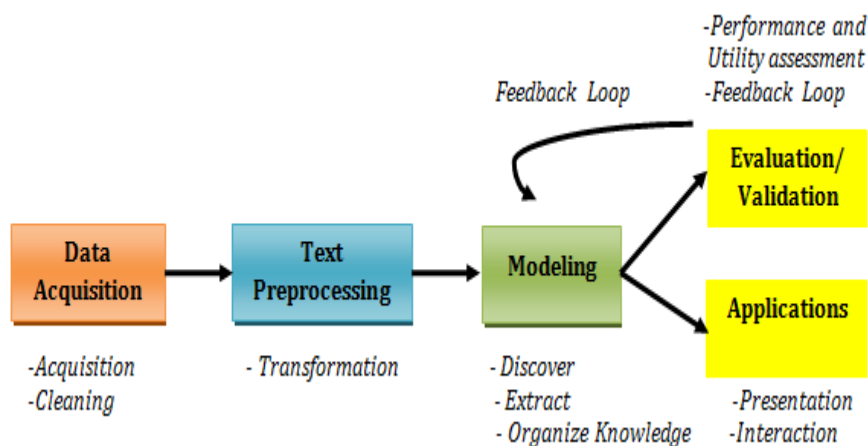 -Performance and
Utility assessment
-Feedback Loop
Feedback Loop
Evaluation/
Validation
Data
Acquisition
Text
Preprocessing
Modeling
Applications
-Acquisition
-Cleaning
- Transformation
- Discover
- Extract
- Organize Knowledge
-Presentation
-Interaction